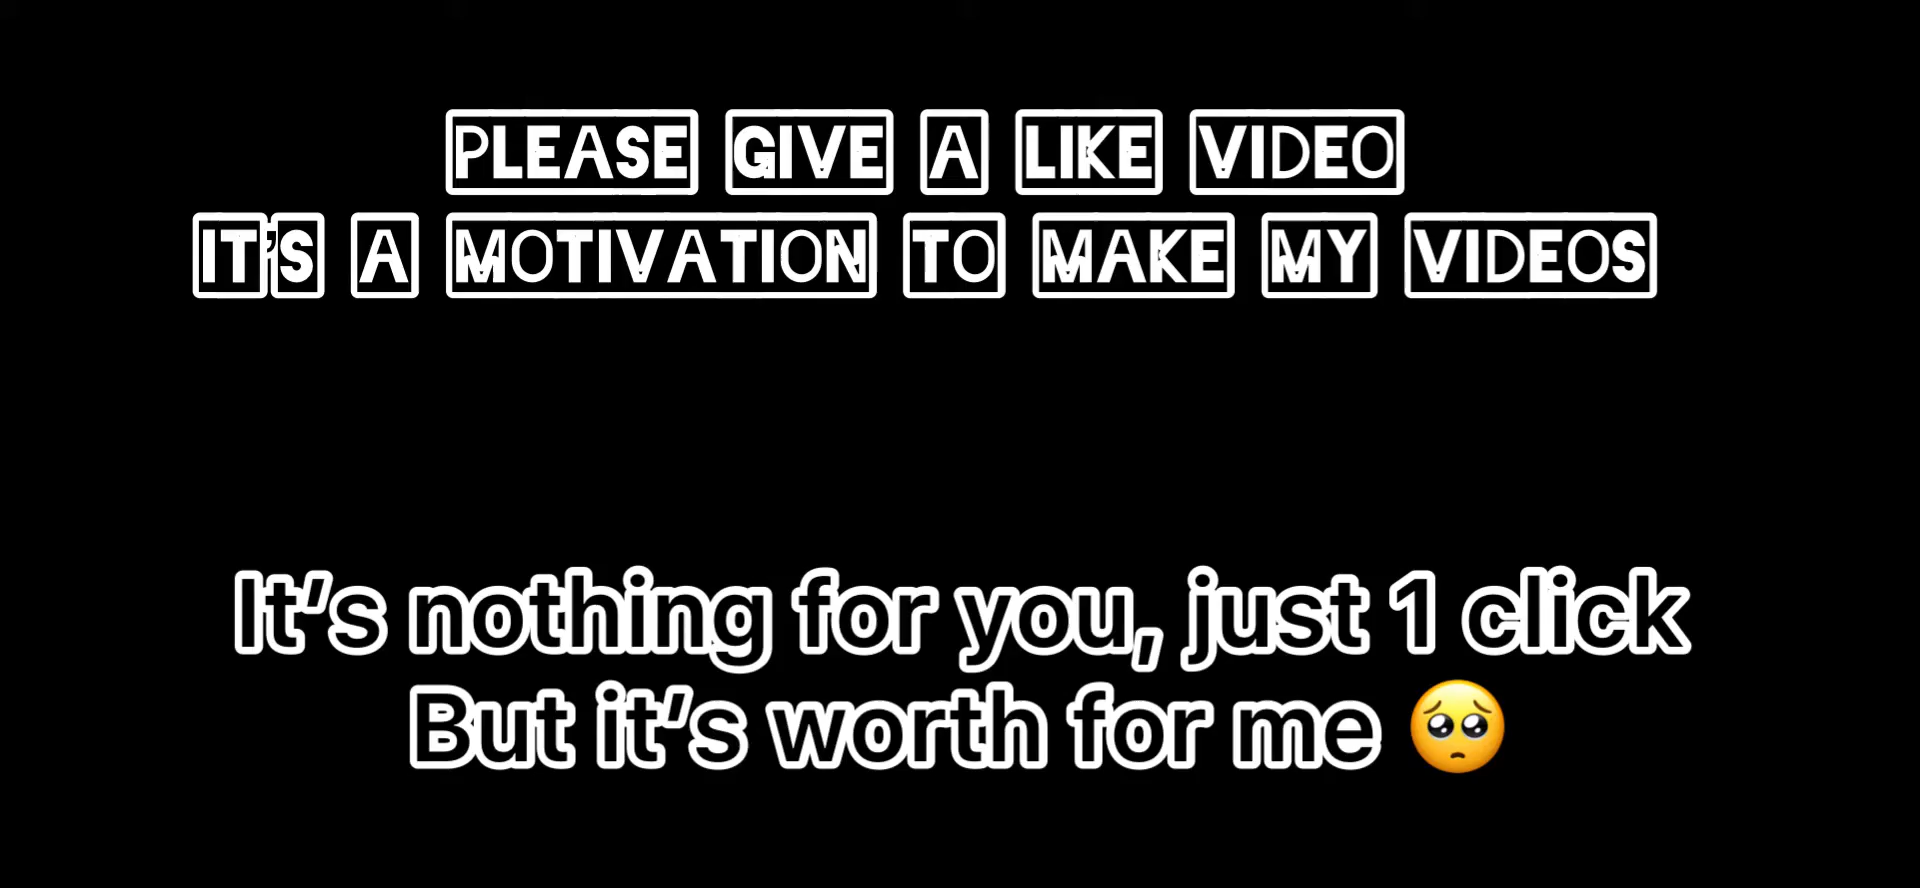 PLEASE GIVE A LIKE VIDEO
IT'S A MOTIVATION TO MAKE MY VIDEOS
It's nothing for you, just 1 click
But it's worth for me 🥺